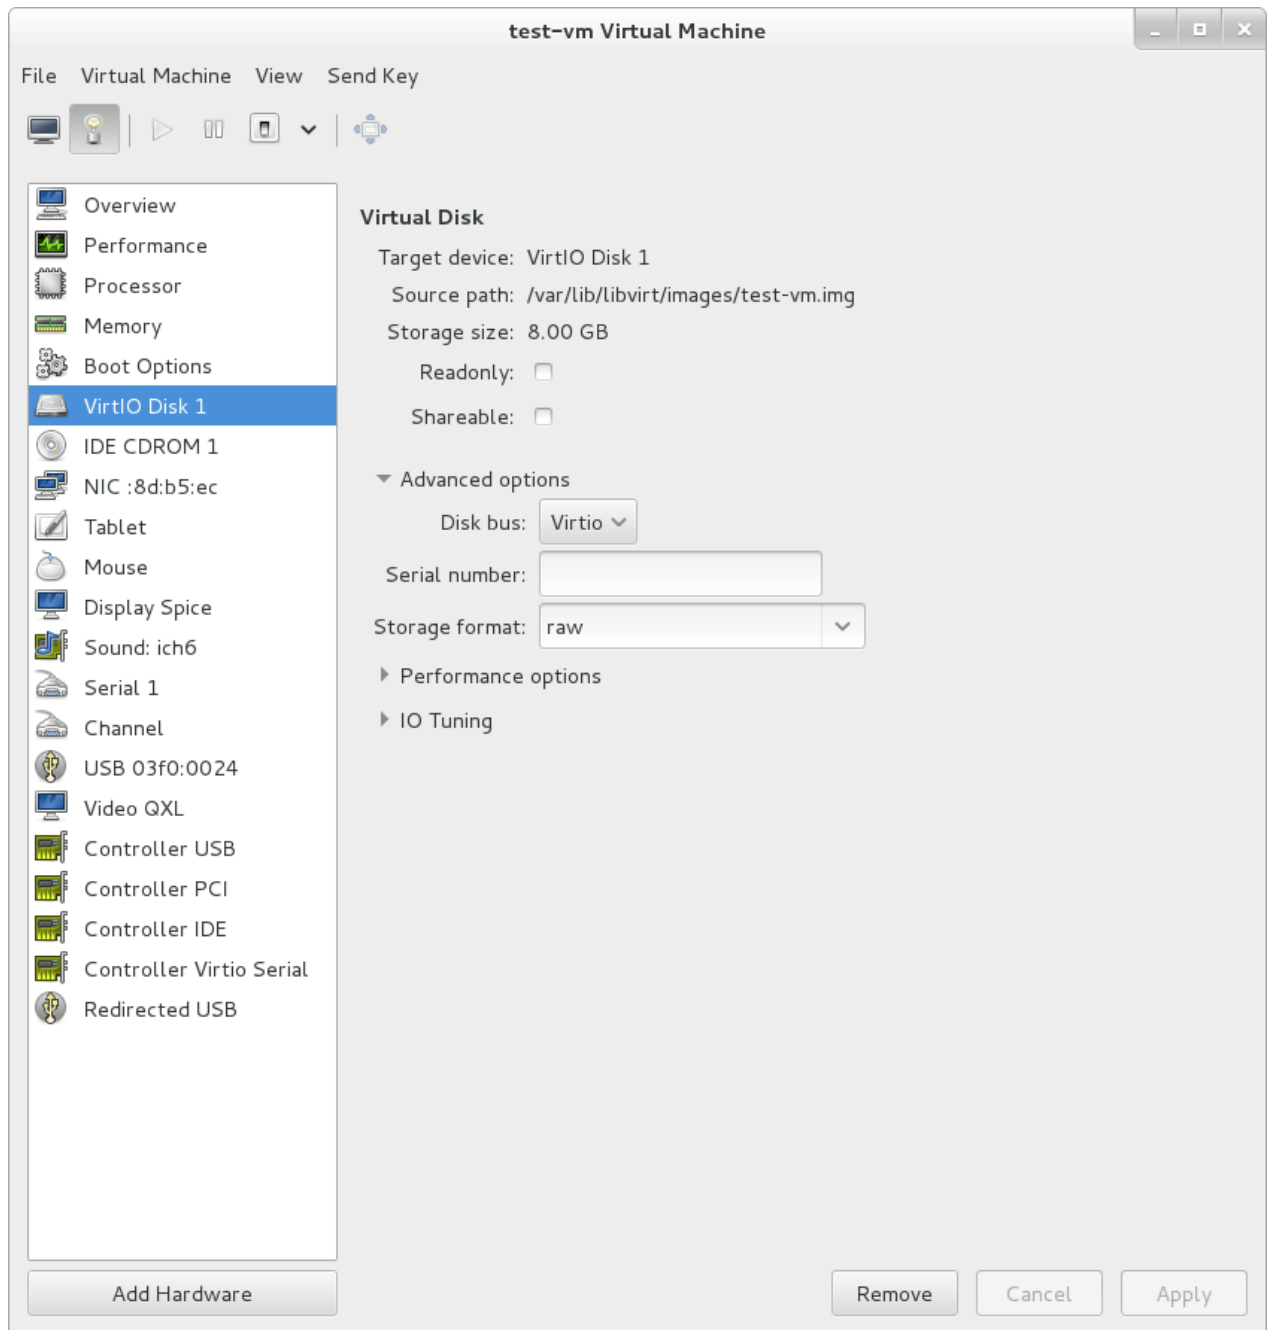 test-vm Virtual Machine
File Virtual Machine View Send Key
Overview
Performance
Processor
Memory
Boot Options
VirtIO Disk 1
IDE CDROM 1
NIC :8d:b5:ec
Tablet
Mouse
Display Spice
Sound: ich6
Serial 1
Channel
USB 03f0:0024
Video QXL
Controller USB
Controller PCI
Controller IDE
Controller Virtio Serial
Redirected USB
Add Hardware
Virtual Disk
Target device: VirtIO Disk 1
Source path: /var/lib/libvirt/images/test-vm.img
Storage size: 8.00 GB
Readonly:
Shareable:
Advanced options
Disk bus: Virtio
Serial number:
Storage format: raw
Performance options
IO Tuning
Remove Cancel Apply